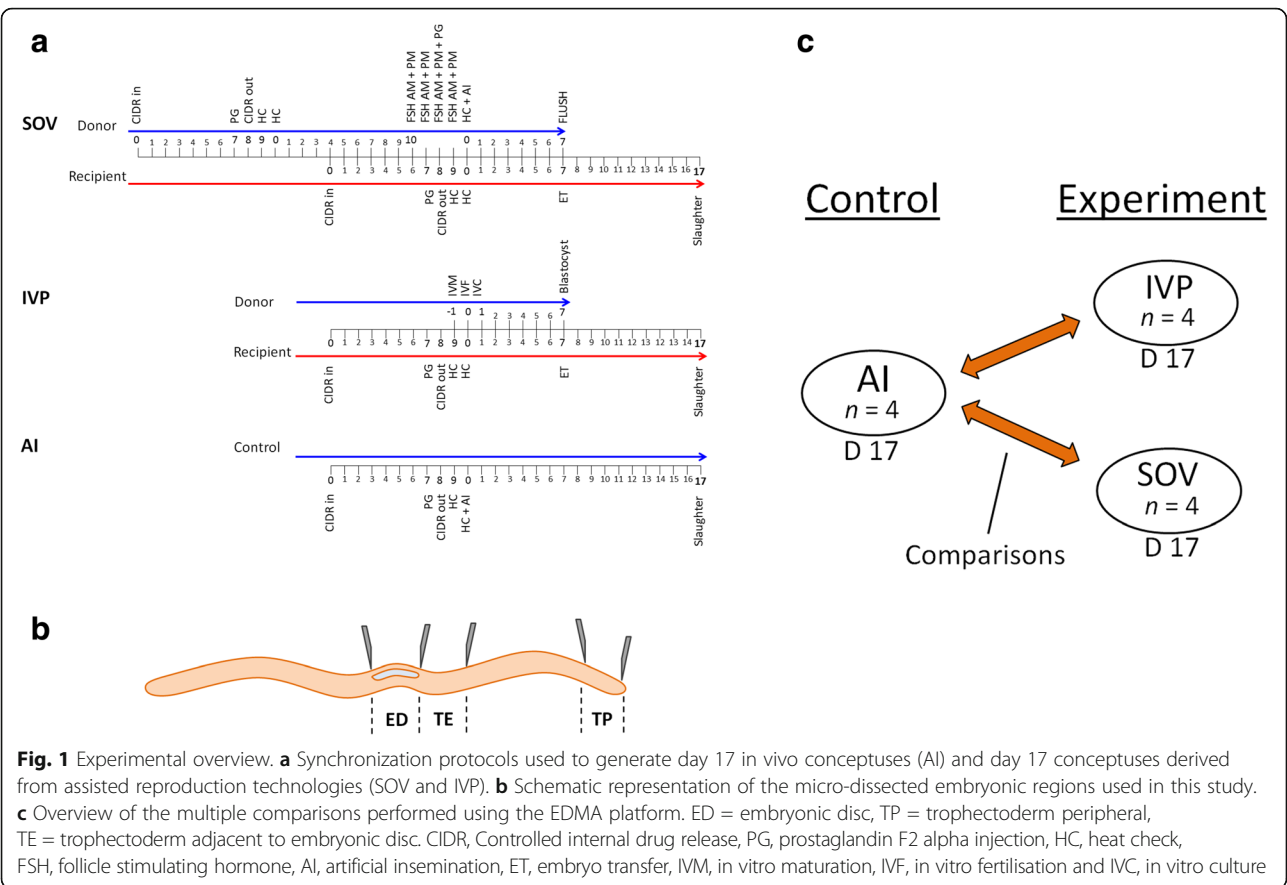 a
CIDR in
PG
CIDR out
HC
HC
FSH AM + PM
FSH AM + PM
FSH AM + PM + PG
FSH AM + PM
HC + AI
FLUSH
SOV
Donor
0 1 2 3 4 5 6 7 8 9 0 1 2 3 4 5 6 7 8 9 10 0 1 2 3 4 5 6 7
0 1 2 3 4 5 6 7 8 9 0 1 2 3 4 5 6 7 8 9 10 11 12 13 14 15 16 17
Recipient
CIDR in
PG
CIDR out
HC
HC
ET
Slaughter
IVM
IVF
IVC
Blastocyst
IVP
Donor
-1 0 1 2 3 4 5 6 7
0 1 2 3 4 5 6 7 8 9 0 1 2 3 4 5 6 7 8 9 10 11 12 13 14 17
Recipient
CIDR in
PG
CIDR out
HC
HC
ET
Slaughter
AI
Control
0 1 2 3 4 5 6 7 8 9 0 1 2 3 4 5 6 7 8 9 10 11 12 13 14 15 16 17
CIDR in
PG
CIDR out
HC
HC + AI
Slaughter
b
ED
TE
TP
c
Control
Experiment
IVP
n = 4
D 17
AI
n = 4
D 17
SOV
n = 4
D 17
Comparisons
Fig. 1 Experimental overview. a Synchronization protocols used to generate day 17 in vivo conceptuses (AI) and day 17 conceptuses derived
from assisted reproduction technologies (SOV and IVP). b Schematic representation of the micro-dissected embryonic regions used in this study.
c Overview of the multiple comparisons performed using the EDMA platform. ED = embryonic disc, TP = trophectoderm peripheral,
TE = trophectoderm adjacent to embryonic disc. CIDR, Controlled internal drug release, PG, prostaglandin F2 alpha injection, HC, heat check,
FSH, follicle stimulating hormone, AI, artificial insemination, ET, embryo transfer, IVM, in vitro maturation, IVF, in vitro fertilisation and IVC, in vitro culture